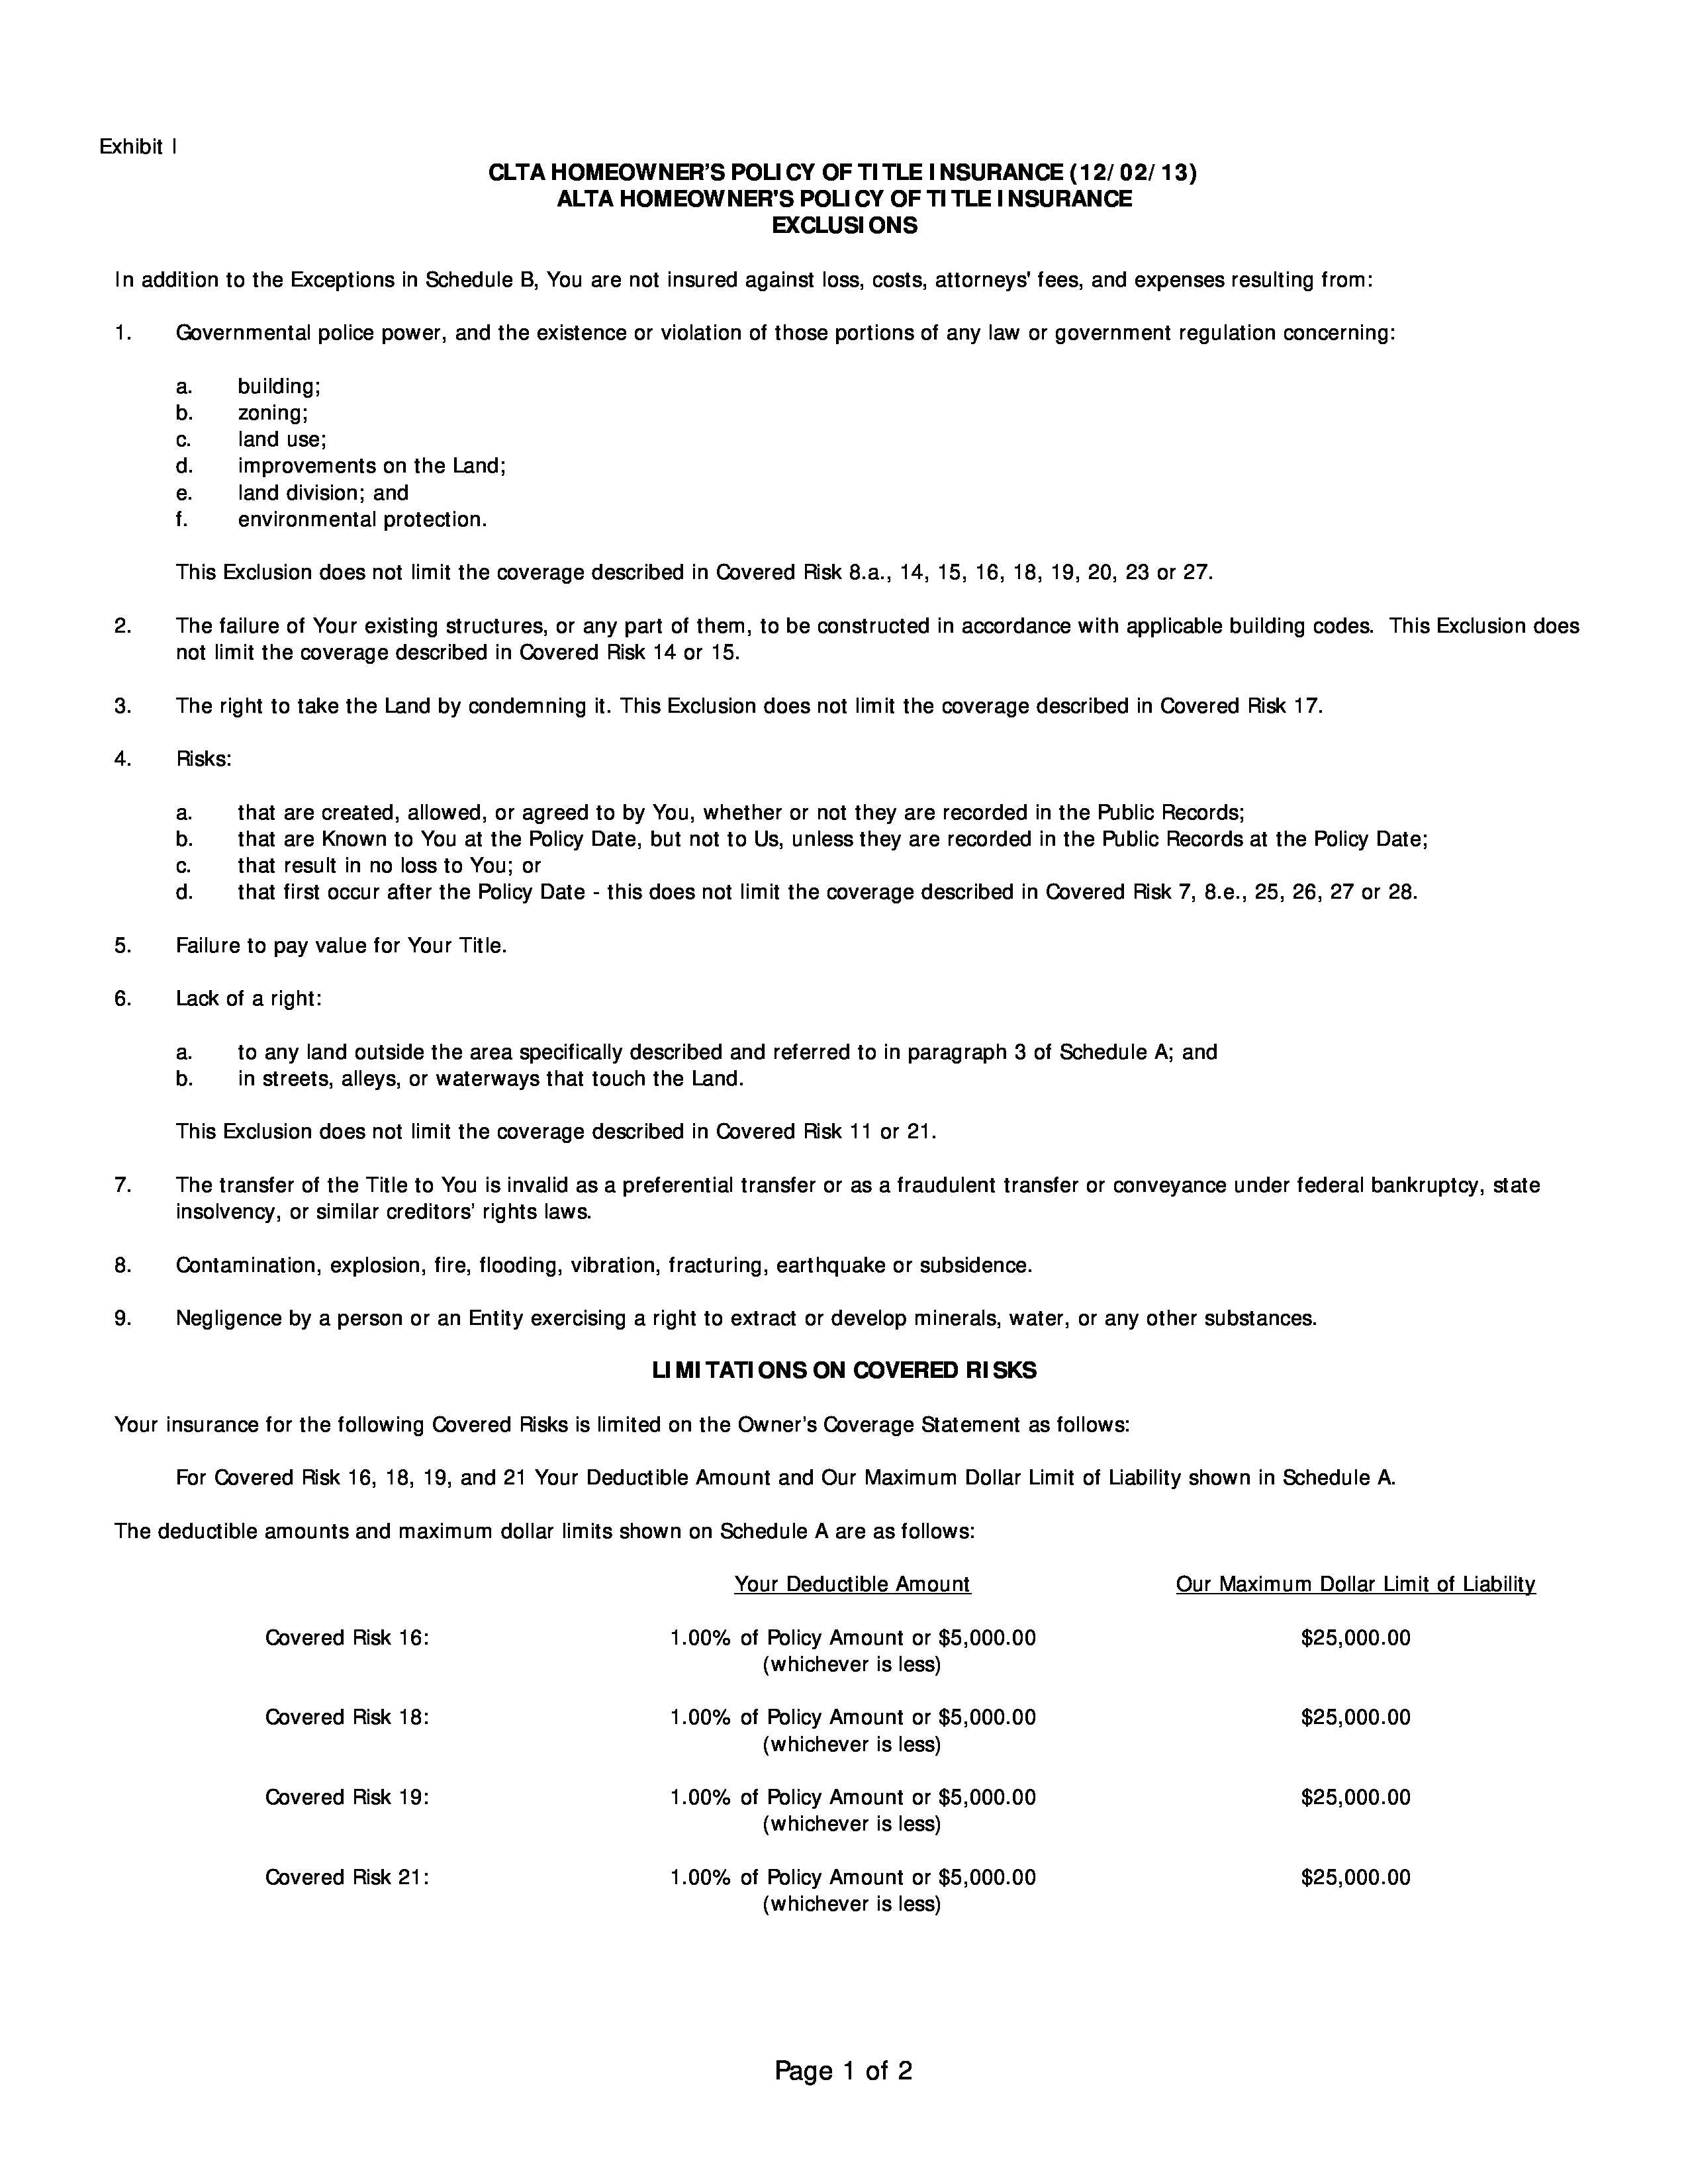 Exhibit I
CLTA HOMEOWNER’S POLICY OF TITLE INSURANCE (12/02/13)
ALTA HOMEOWNER'S POLICY OF TITLE INSURANCE
EXCLUSIONS
In addition to the Exceptions in Schedule B, You are not insured against loss, costs, attorneys' fees, and expenses resulting from:
1. Governmental police power, and the existence or violation of those portions of any law or government regulation concerning:
a. building;
b. zoning;
c. land use;
d. improvements on the Land;
e. land division; and
f. environmental protection.
This Exclusion does not limit the coverage described in Covered Risk 8.a., 14, 15, 16, 18, 19, 20, 23 or 27.
2. The failure of Your existing structures, or any part of them, to be constructed in accordance with applicable building codes. This Exclusion does
not limit the coverage described in Covered Risk 14 or 15.
3. The right to take the Land by condemning it. This Exclusion does not limit the coverage described in Covered Risk 17.
4. Risks:
a. that are created, allowed, or agreed to by You, whether or not they are recorded in the Public Records;
b. that are Known to You at the Policy Date, but not to Us, unless they are recorded in the Public Records at the Policy Date;
c. that result in no loss to You; or
d. that first occur after the Policy Date - this does not limit the coverage described in Covered Risk 7, 8.e., 25, 26, 27 or 28.
5. Failure to pay value for Your Title.
6. Lack of a right:
a. to any land outside the area specifically described and referred to in paragraph 3 of Schedule A; and
b. in streets, alleys, or waterways that touch the Land.
This Exclusion does not limit the coverage described in Covered Risk 11 or 21.
7. The transfer of the Title to You is invalid as a preferential transfer or as a fraudulent transfer or conveyance under federal bankruptcy, state
insolvency, or similar creditors’ rights laws.
8. Contamination, explosion, fire, flooding, vibration, fracturing, earthquake or subsidence.
9. Negligence by a person or an Entity exercising a right to extract or develop minerals, water, or any other substances.
LIMITATIONS ON COVERED RISKS
Your insurance for the following Covered Risks is limited on the Owner’s Coverage Statement as follows:
For Covered Risk 16, 18, 19, and 21 Your Deductible Amount and Our Maximum Dollar Limit of Liability shown in Schedule A.
The deductible amounts and maximum dollar limits shown on Schedule A are as follows:
Your Deductible Amount Our Maximum Dollar Limit of Liability
Covered Risk 16: 1.00% of Policy Amount or $5,000.00 $25,000.00
(whichever is less)
Covered Risk 18: 1.00% of Policy Amount or $5,000.00 $25,000.00
(whichever is less)
Covered Risk 19: 1.00% of Policy Amount or $5,000.00 $25,000.00
(whichever is less)
Covered Risk 21: 1.00% of Policy Amount or $5,000.00 $25,000.00
(whichever is less)
Page 1 of 2